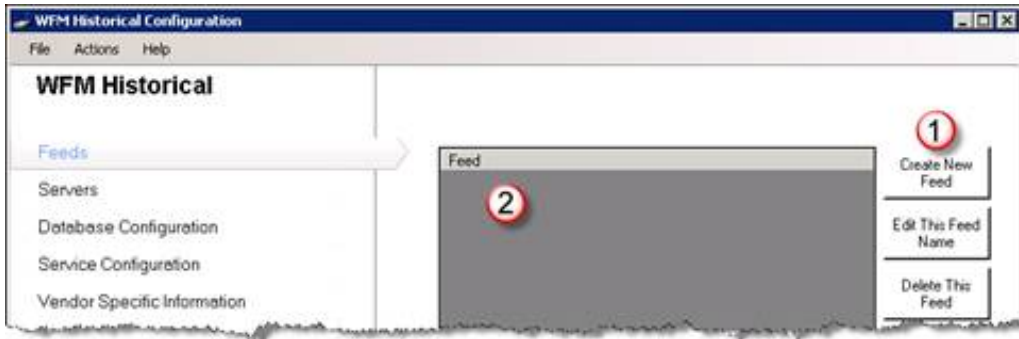 WFM Historical Configuration
File Actions Help
WFM Historical
Feeds
Servers
Database Configuration
Service Configuration
Vendor Specific Information
Feed
2
1
Create New
Feed
Edit This Feed
Name
Delete This
Feed